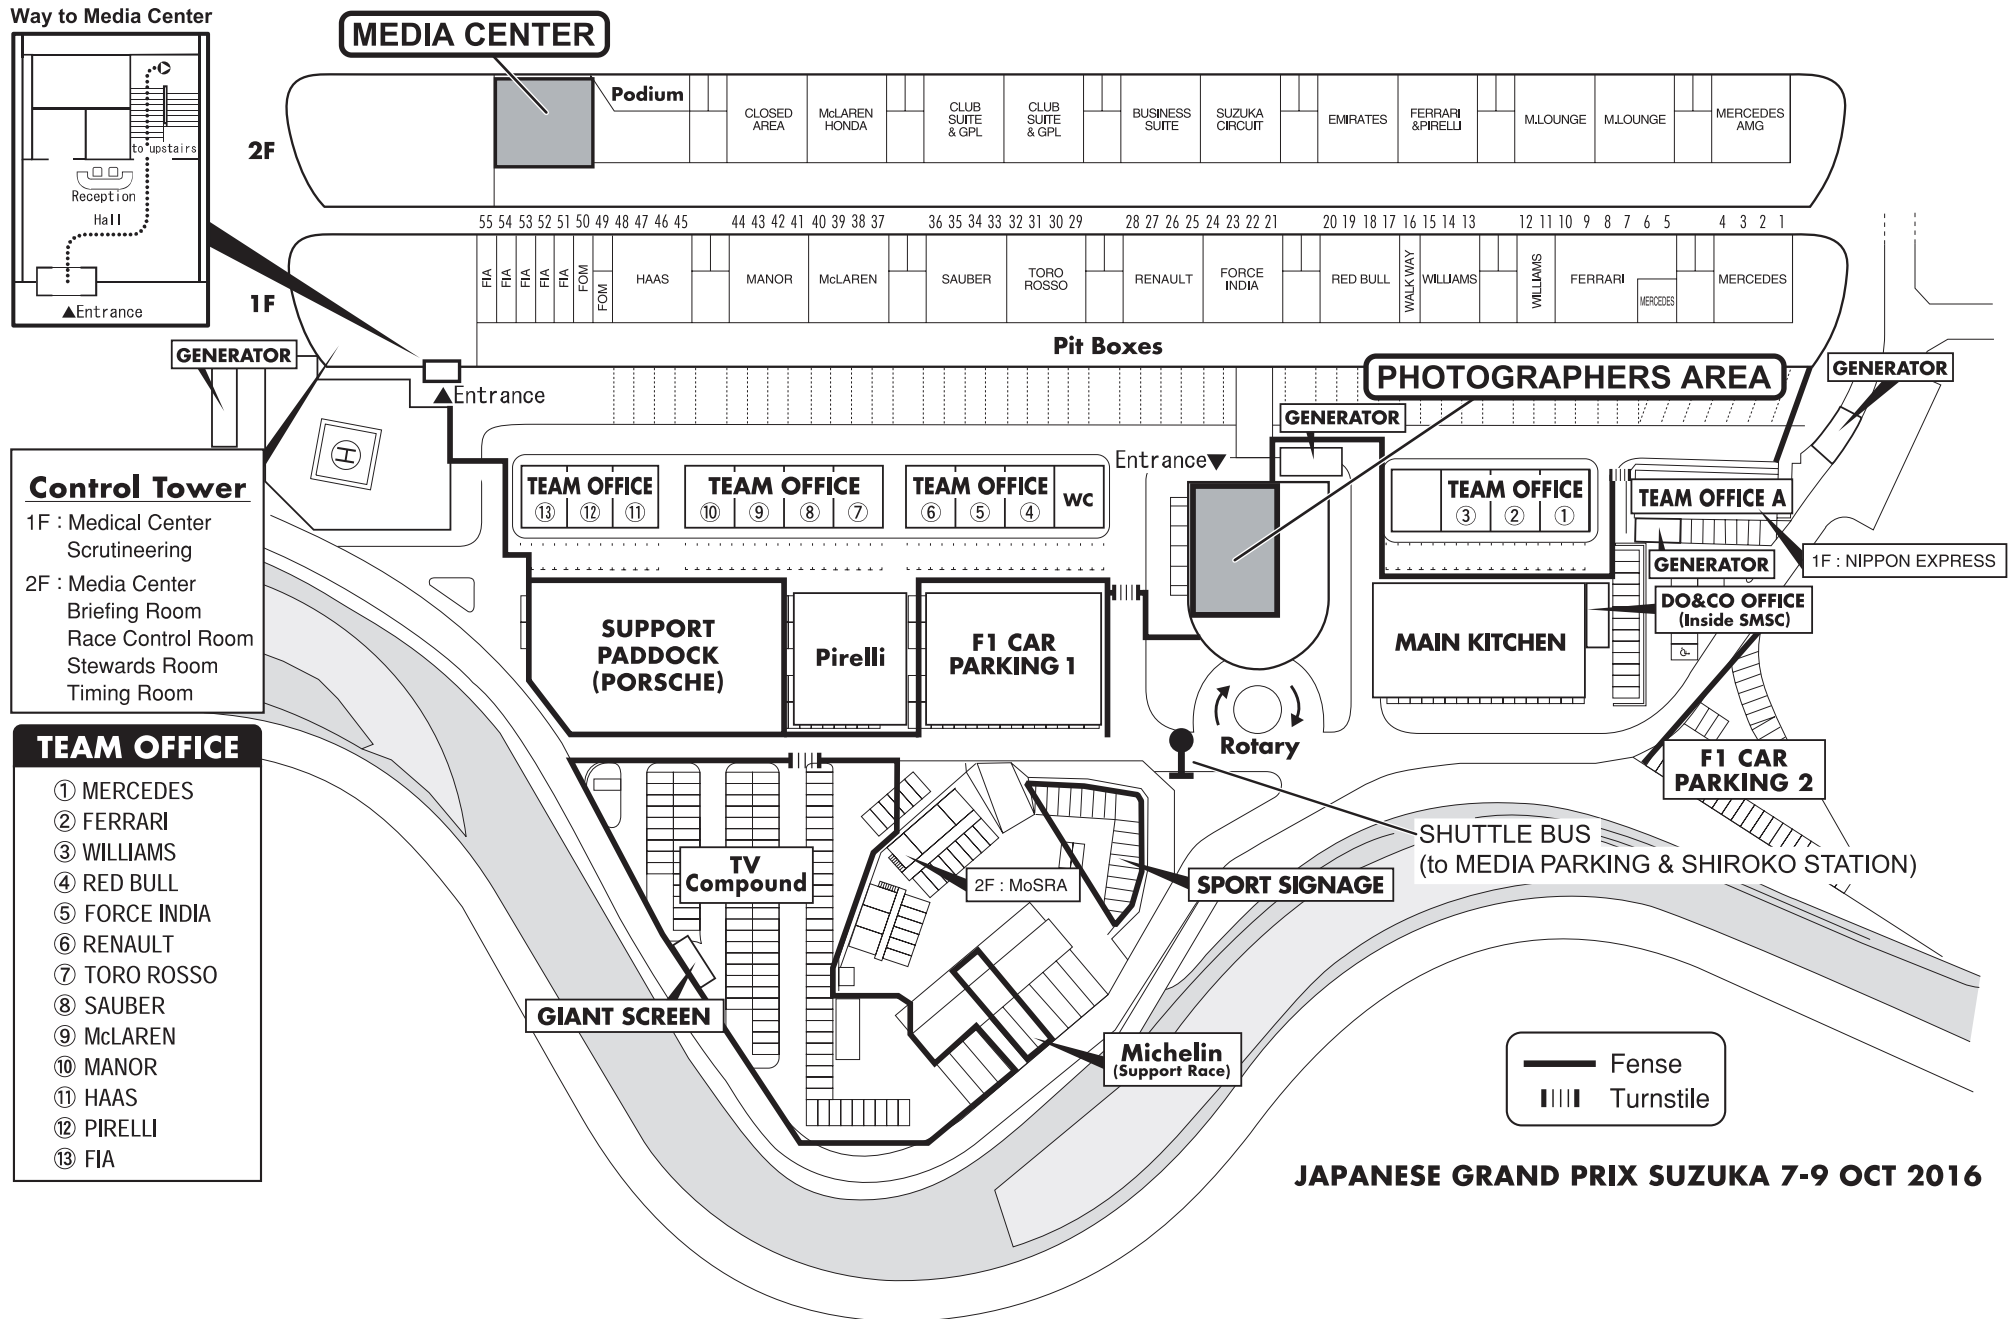 Way to Media Center
to upstairs
Reception
Hall
▲Entrance
MEDIA CENTER
2F
Podium
CLOSED
AREA
McLAREN
HONDA
CLUB
SUITE
& GPL
CLUB
SUITE
& GPL
BUSINESS
SUITE
SUZUKA
CIRCUIT
EMIRATES
FERRARI
&PIRELLI
M.LOUNGE
M.LOUNGE
MERCEDES
AMG
55 54 53 52 51 50 49 48 47 46 45 44 43 42 41 40 39 38 37 36 35 34 33 32 31 30 29 28 27 26 25 24 23 22 21 20 19 18 17 16 15 14 13 12 11 10 9 8 7 6 5 4 3 2 1
1F
FIA
FIA
FIA
FIA
FIA
FOM
FOM
HAAS
MANOR
McLAREN
SAUBER
TORO
ROSSO
RENAULT
FORCE
INDIA
RED BULL
WALK WAY
WILLIAMS
WILLIAMS
FERRARI
MERCEDES
MERCEDES
Pit Boxes
GENERATOR
▲Entrance
PHOTOGRAPHERS AREA
GENERATOR
GENERATOR
Entrance▼
H
Control Tower
1F : Medical Center
Scrutineering
2F : Media Center
Briefing Room
Race Control Room
Stewards Room
Timing Room
TEAM OFFICE
⑬ ⑫ ⑪
TEAM OFFICE
⑩ ⑨ ⑧ ⑦
TEAM OFFICE
⑥ ⑤ ④
WC
TEAM OFFICE
③ ② ①
TEAM OFFICE A
GENERATOR
1F : NIPPON EXPRESS
DO&CO OFFICE
(Inside SMSC)
SUPPORT
PADDOCK
(PORSCHE)
Pirelli
F1 CAR
PARKING 1
MAIN KITCHEN
Rotary
F1 CAR
PARKING 2
TEAM OFFICE
① MERCEDES
② FERRARI
③ WILLIAMS
④ RED BULL
⑤ FORCE INDIA
⑥ RENAULT
⑦ TORO ROSSO
⑧ SAUBER
⑨ McLAREN
⑩ MANOR
⑪ HAAS
⑫ PIRELLI
⑬ FIA
TV
Compound
2F : MoSRA
SPORT SIGNAGE
SHUTTLE BUS
(to MEDIA PARKING & SHIROKO STATION)
GIANT SCREEN
Michelin
(Support Race)
Fense
Turnstile
JAPANESE GRAND PRIX SUZUKA 7-9 OCT 2016